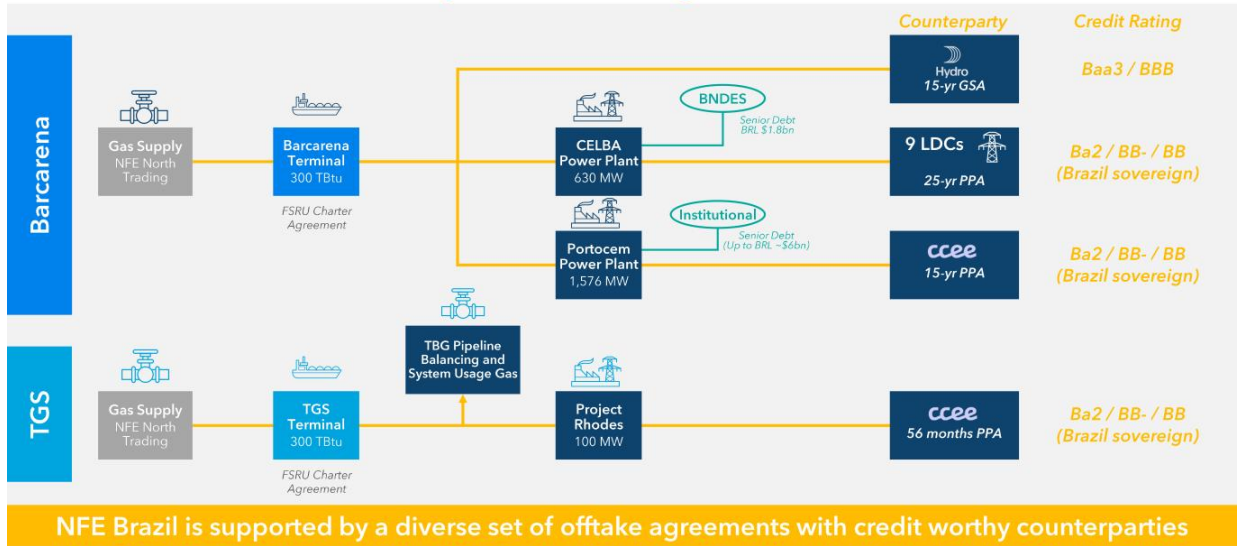 Counterparty
Credit Rating
Barcarena
Gas Supply
NFE North
Trading
Barcarena
Terminal
300 TBtu
FSRU Charter
Agreement
Hydro
15-yr GSA
Baa3 / BBB
BNDES
Senior Debt
BRL $1.8bn
CELBA
Power Plant
630 MW
9 LDCs
25-yr PPA
Ba2 / BB- / BB
(Brazil sovereign)
Institutional
Senior Debt
(Up to BRL ~$6bn)
Portocem
Power Plant
1,576 MW
ccee
15-yr PPA
Ba2 / BB- / BB
(Brazil sovereign)
TGS
Gas Supply
NFE North
Trading
TGS
Terminal
300 TBtu
FSRU Charter
Agreement
TBG Pipeline
Balancing and
System Usage Gas
Project
Rhodes
100 MW
ccee
56 months PPA
Ba2 / BB- / BB
(Brazil sovereign)
NFE Brazil is supported by a diverse set of offtake agreements with credit worthy counterparties